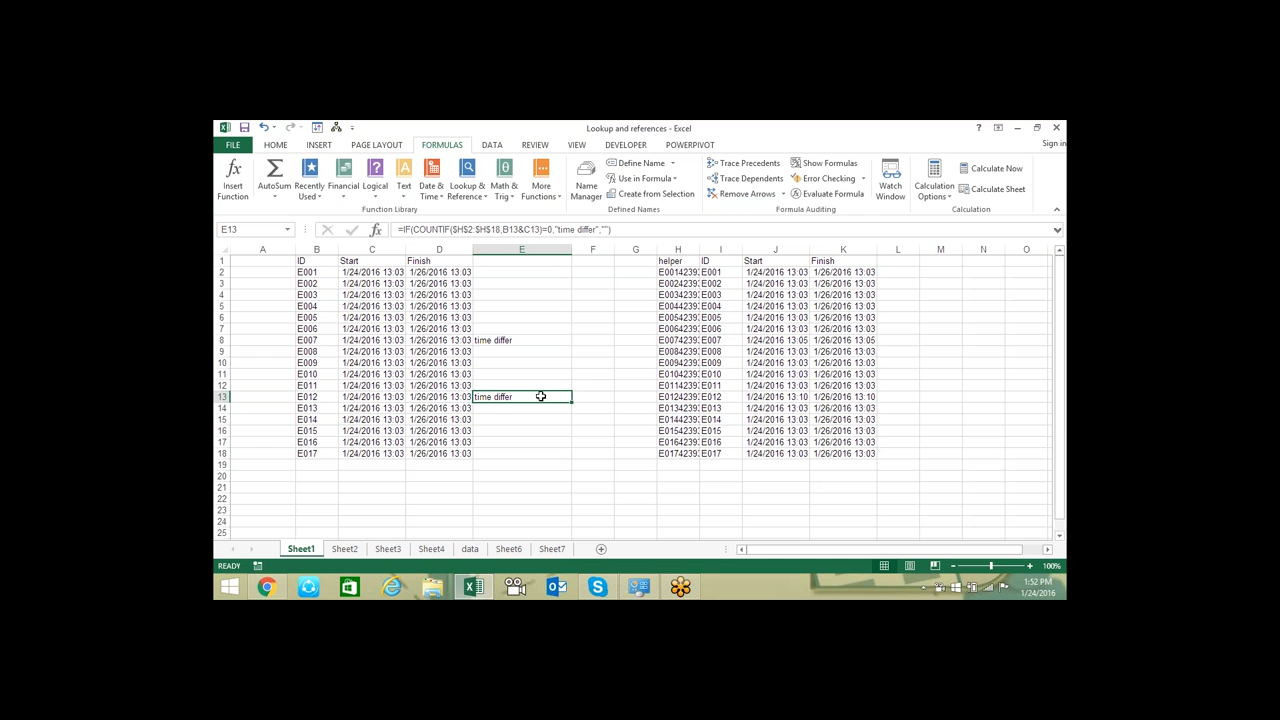 Lookup and references - Excel
?
Sign in
FILE HOME INSERT PAGE LAYOUT FORMULAS DATA REVIEW VIEW DEVELOPER POWERPIVOT
Insert Function
AutoSum
Recently Used
Financial
Logical
Text
Date & Time
Lookup & Reference
Math & Trig
More Functions
Function Library
Name Manager
Define Name
Use in Formula
Create from Selection
Defined Names
Trace Precedents
Trace Dependents
Remove Arrows
Show Formulas
Error Checking
Evaluate Formula
Formula Auditing
Watch Window
Calculation Options
Calculate Now
Calculate Sheet
Calculation
E13 fx =IF(COUNTIF($H$2:$H$18,B13&C13)=0,"time differ","")
A B C D E F G H I J K L M N O
1 ID Start Finish helper ID Start Finish
2 E001 1/24/2016 13:03 1/26/2016 13:03 E0014239 E001 1/24/2016 13:03 1/26/2016 13:03
3 E002 1/24/2016 13:03 1/26/2016 13:03 E0024239 E002 1/24/2016 13:03 1/26/2016 13:03
4 E003 1/24/2016 13:03 1/26/2016 13:03 E0034239 E003 1/24/2016 13:03 1/26/2016 13:03
5 E004 1/24/2016 13:03 1/26/2016 13:03 E0044239 E004 1/24/2016 13:03 1/26/2016 13:03
6 E005 1/24/2016 13:03 1/26/2016 13:03 E0054239 E005 1/24/2016 13:03 1/26/2016 13:03
7 E006 1/24/2016 13:03 1/26/2016 13:03 E0064239 E006 1/24/2016 13:03 1/26/2016 13:03
8 E007 1/24/2016 13:03 1/26/2016 13:03 time differ E0074239 E007 1/24/2016 13:05 1/26/2016 13:05
9 E008 1/24/2016 13:03 1/26/2016 13:03 E0084239 E008 1/24/2016 13:03 1/26/2016 13:03
10 E009 1/24/2016 13:03 1/26/2016 13:03 E0094239 E009 1/24/2016 13:03 1/26/2016 13:03
11 E010 1/24/2016 13:03 1/26/2016 13:03 E0104239 E010 1/24/2016 13:03 1/26/2016 13:03
12 E011 1/24/2016 13:03 1/26/2016 13:03 E0114239 E011 1/24/2016 13:03 1/26/2016 13:03
13 E012 1/24/2016 13:03 1/26/2016 13:03 time differ E0124239 E012 1/24/2016 13:10 1/26/2016 13:10
14 E013 1/24/2016 13:03 1/26/2016 13:03 E0134239 E013 1/24/2016 13:03 1/26/2016 13:03
15 E014 1/24/2016 13:03 1/26/2016 13:03 E0144239 E014 1/24/2016 13:03 1/26/2016 13:03
16 E015 1/24/2016 13:03 1/26/2016 13:03 E0154239 E015 1/24/2016 13:03 1/26/2016 13:03
17 E016 1/24/2016 13:03 1/26/2016 13:03 E0164239 E016 1/24/2016 13:03 1/26/2016 13:03
18 E017 1/24/2016 13:03 1/26/2016 13:03 E0174239 E017 1/24/2016 13:03 1/26/2016 13:03
19
20
21
22
23
24
25
Sheet1 Sheet2 Sheet3 Sheet4 data Sheet6 Sheet7
READY 100%
1:52 PM
1/24/2016